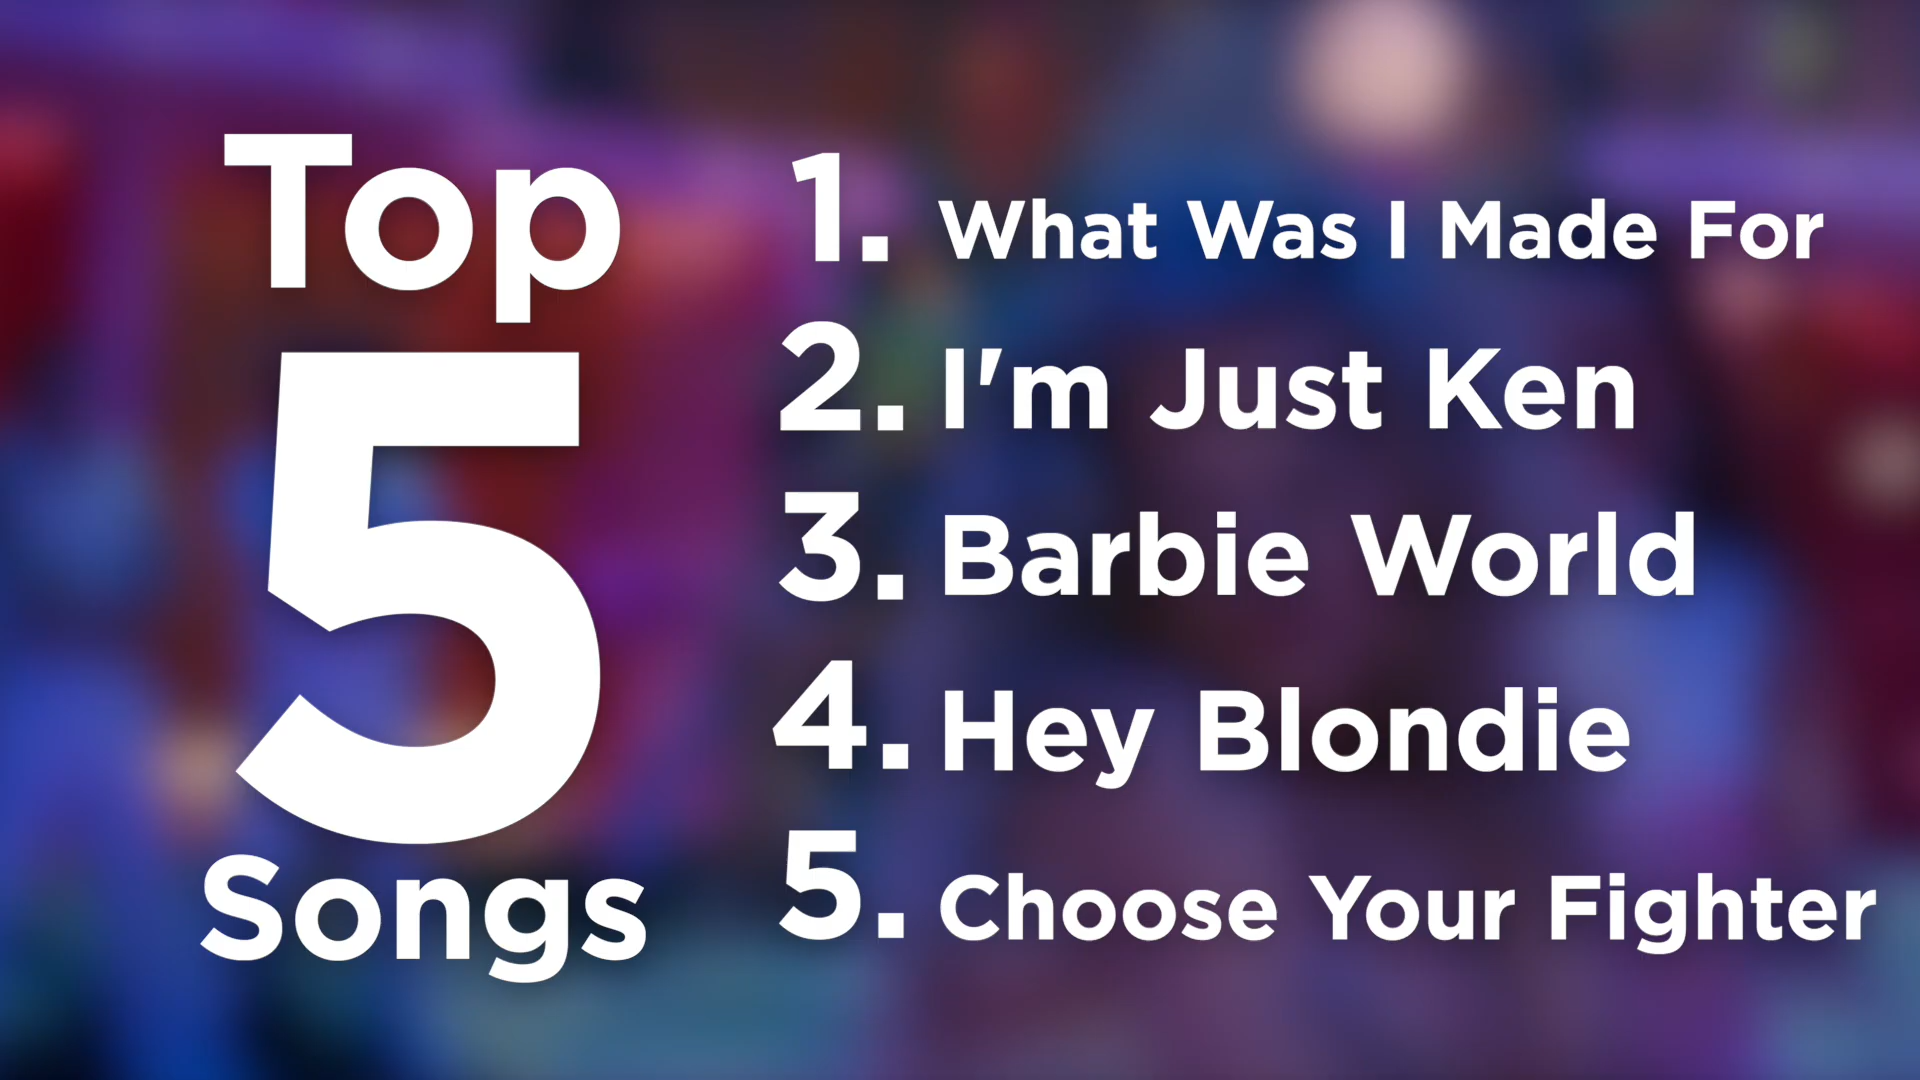 Top
5
Songs
1. What Was I Made For
2. I'm Just Ken
3. Barbie World
4. Hey Blondie
5. Choose Your Fighter